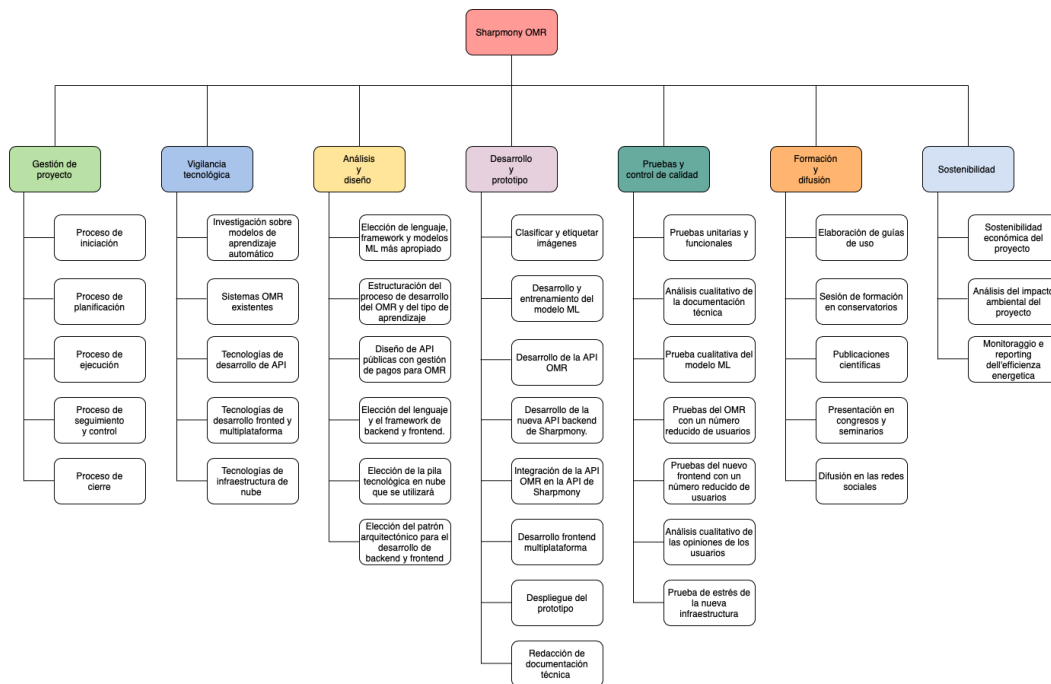 Sharpmony OMR
Gestión de
proyecto
Vigilancia
tecnológica
Análisis
y
diseño
Desarrollo
y
prototipo
Pruebas y
control de calidad
Formación
y
difusión
Sostenibilidad
Proceso de
iniciación
Proceso de
planificación
Proceso de
ejecución
Proceso de
seguimiento
y control
Proceso de
cierre
Investigación sobre
modelos de
aprendizaje
automático
Sistemas OMR
existentes
Tecnologías de
desarrollo de API
Tecnologías de
desarrollo fronted y
multiplataforma
Tecnologías de
infraestructura de
nube
Elección de lenguaje,
framework y modelos
ML más apropiado
Estructuración del
proceso de desarrollo
del OMR y del tipo de
aprendizaje
Diseño de API
públicas con gestión
de pagos para OMR
Elección del lenguaje
y el framework de
backend y frontend.
Elección de la pila
tecnológica en nube
que se utilizará
Elección del patrón
arquitectónico para el
desarrollo de
backend y frontend
Clasificar y etiquetar
imágenes
Desarrollo y
entrenamiento del
modelo ML
Desarrollo de la API
OMR
Desarrollo de la
nueva API backend
de Sharpmony.
Integración de la API
OMR en la API de
Sharpmony
Desarrollo frontend
multiplataforma
Despliegue del
prototipo
Redacción de
documentación
técnica
Pruebas unitarias y
funcionales
Análisis cualitativo de
la documentación
técnica
Prueba cualitativa del
modelo ML
Pruebas del OMR
con un número
reducido de usuarios
Pruebas del nuevo
frontend con un
número reducido de
usuarios
Análisis cualitativo de
las opiniones de los
usuarios
Prueba de estrés de
la nueva
infraestructura
Elaboración de guías
de uso
Sesión de formación
en conservatorios
Publicaciones
científicas
Presentación en
congresos y
seminarios
Difusión en las redes
sociales
Sostenibilidad
económica del
proyecto
Análisis del impacto
ambiental del
proyecto
Monitoraggio e
reporting
dell'efficienza
energetica